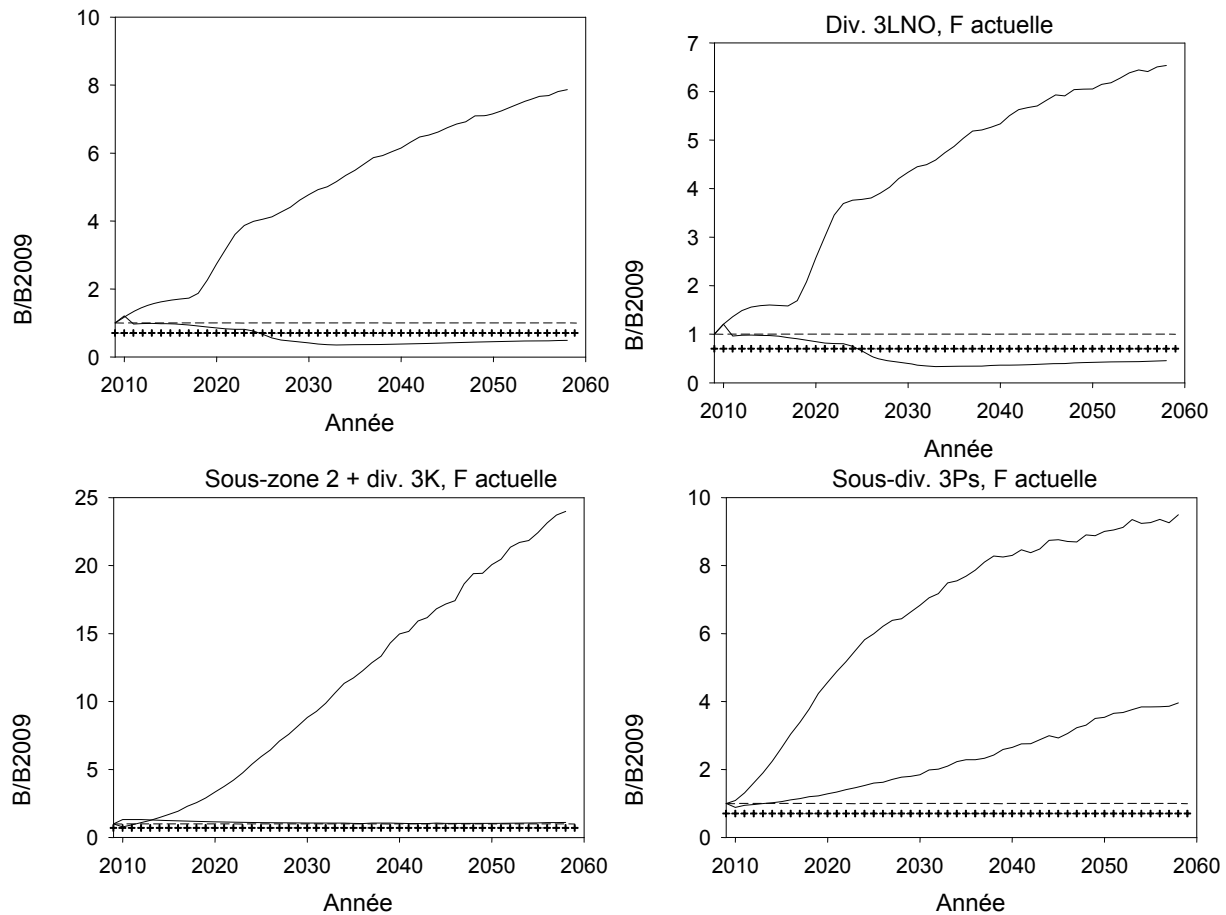 10
8
6
4
2
0
B/B2009
2010 2020 2030 2040 2050 2060
Année
Div. 3LNO, F actuelle
7
6
5
4
3
2
1
0
B/B2009
2010 2020 2030 2040 2050 2060
Année
Sous-zone 2 + div. 3K, F actuelle
25
20
15
10
5
0
B/B2009
2010 2020 2030 2040 2050 2060
Année
Sous-div. 3Ps, F actuelle
10
8
6
4
2
0
B/B2009
2010 2020 2030 2040 2050 2060
Année